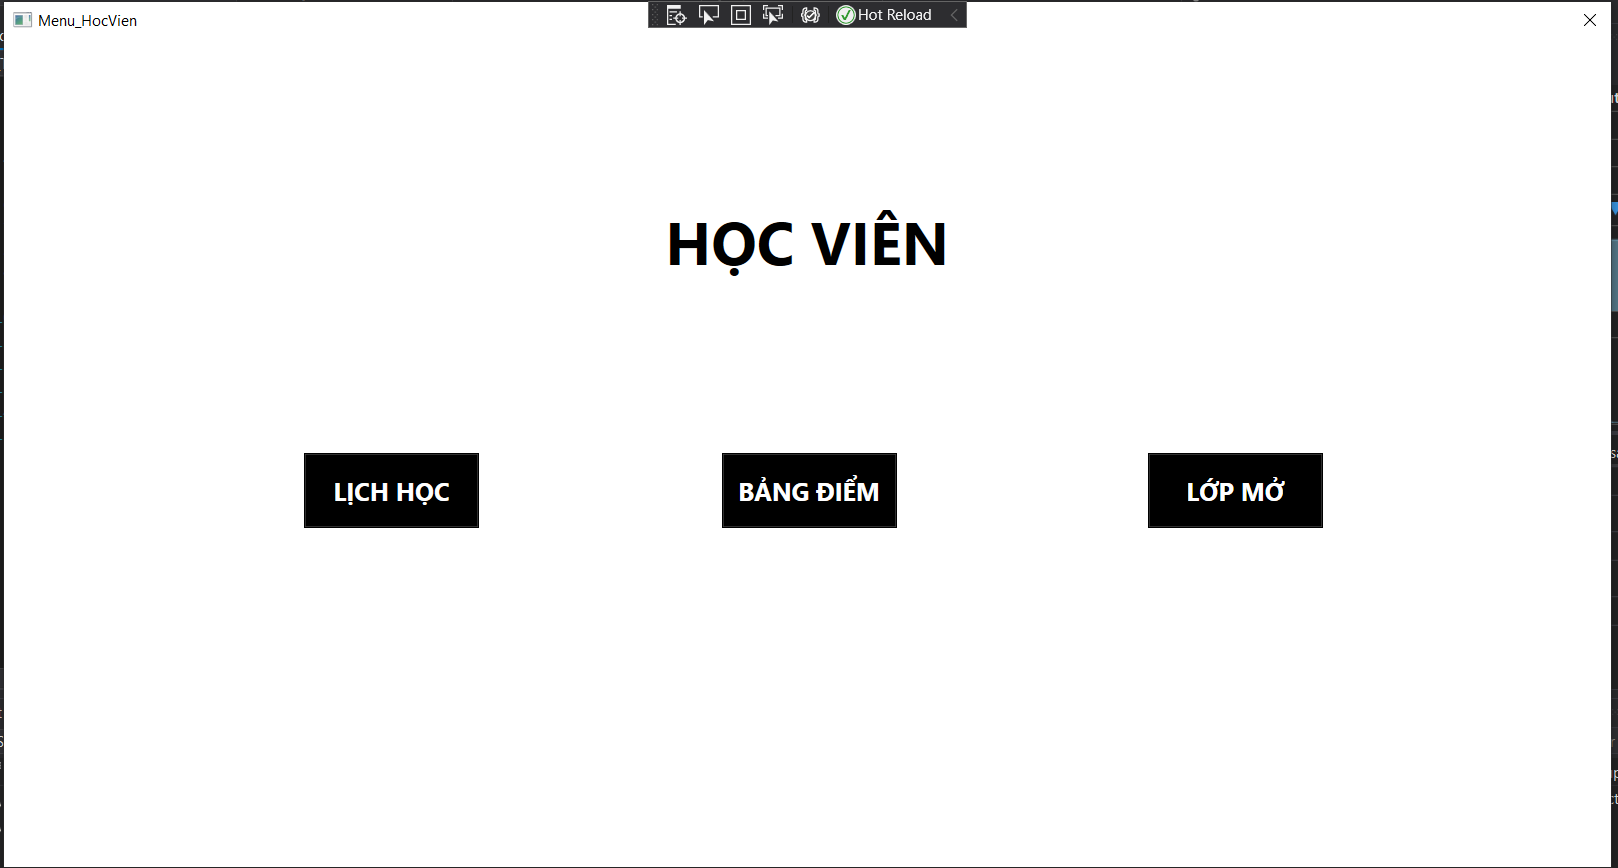 Menu_HocVien
Hot Reload
HỌC VIÊN
LỊCH HỌC
BẢNG ĐIỂM
LỚP MỞ